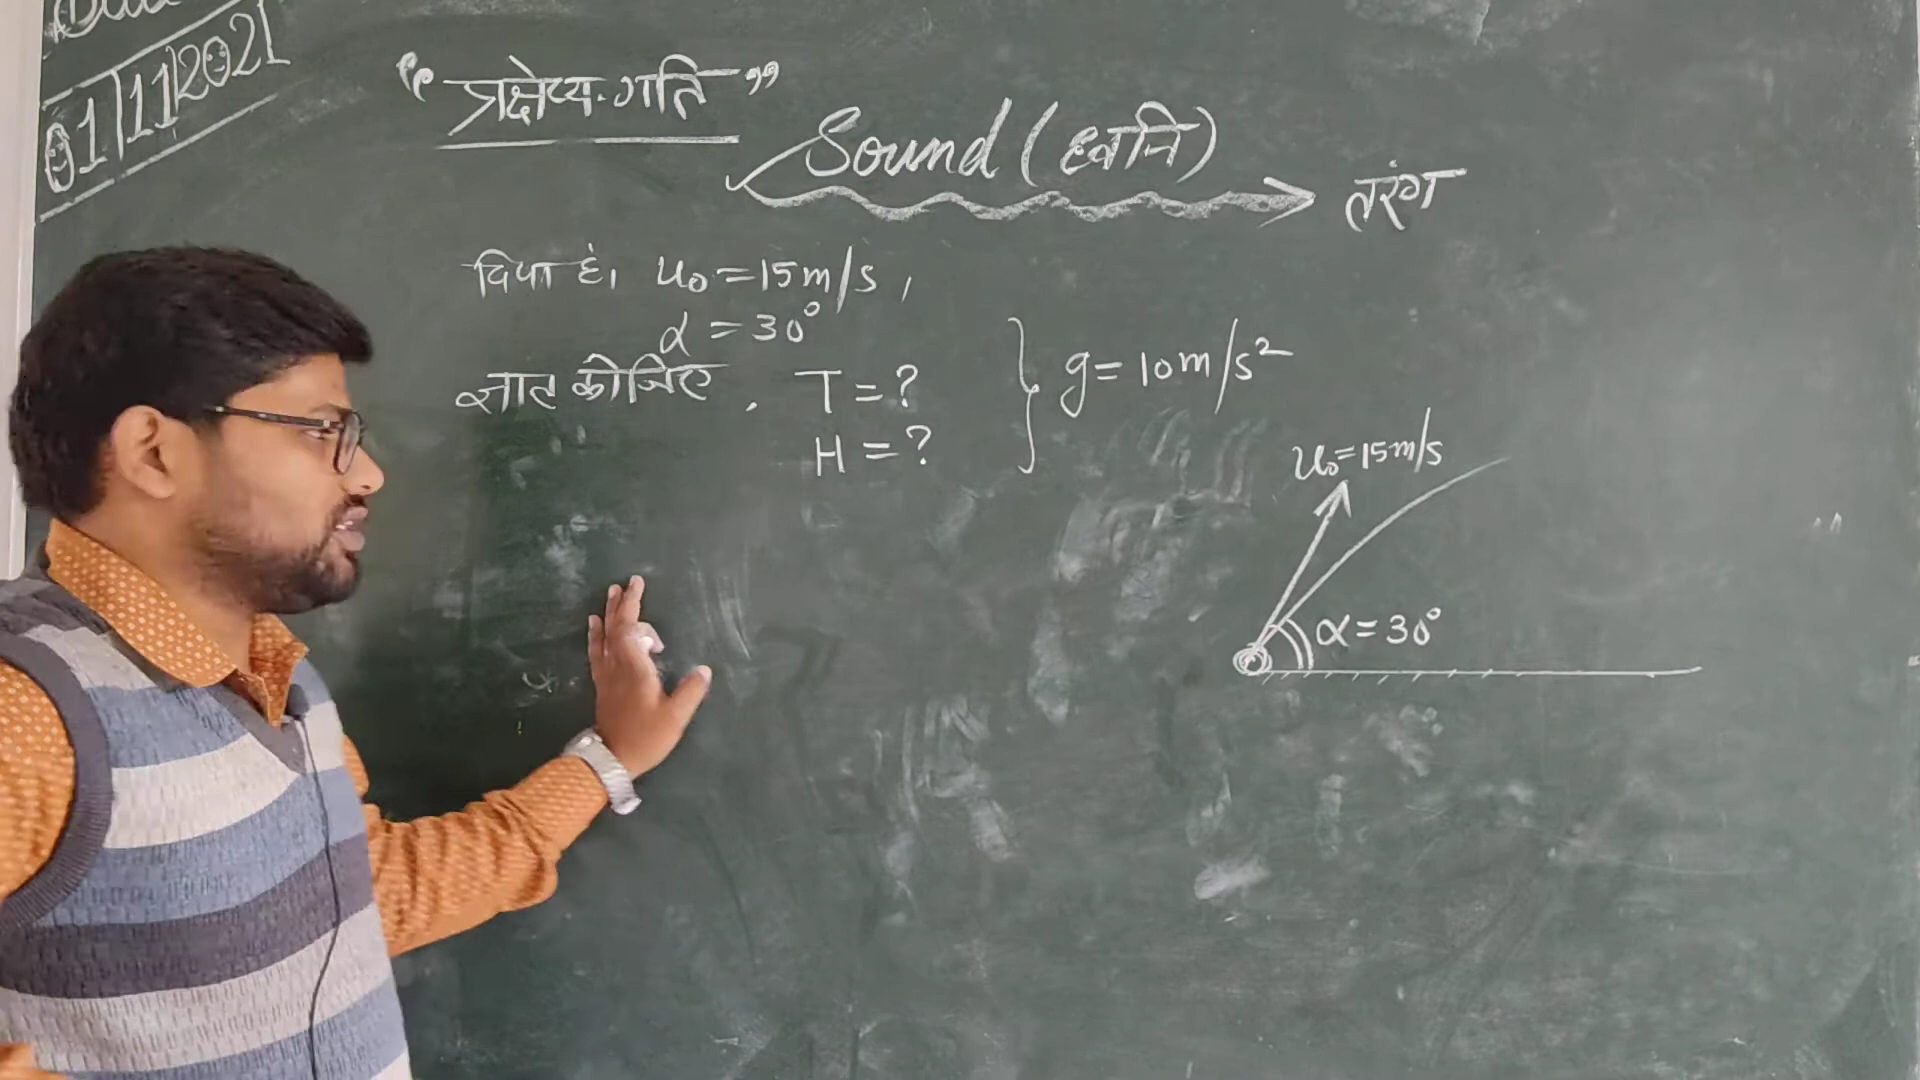 01/11/2021
“प्रक्षेप्य-गति”
Sound (ध्वनि)
तरंग
दिया है। u₀ = 15m/s,
α = 30°
ज्ञात कीजिए. T = ?
H = ?
g = 10m/s²
u₀ = 15m/s
α = 30°